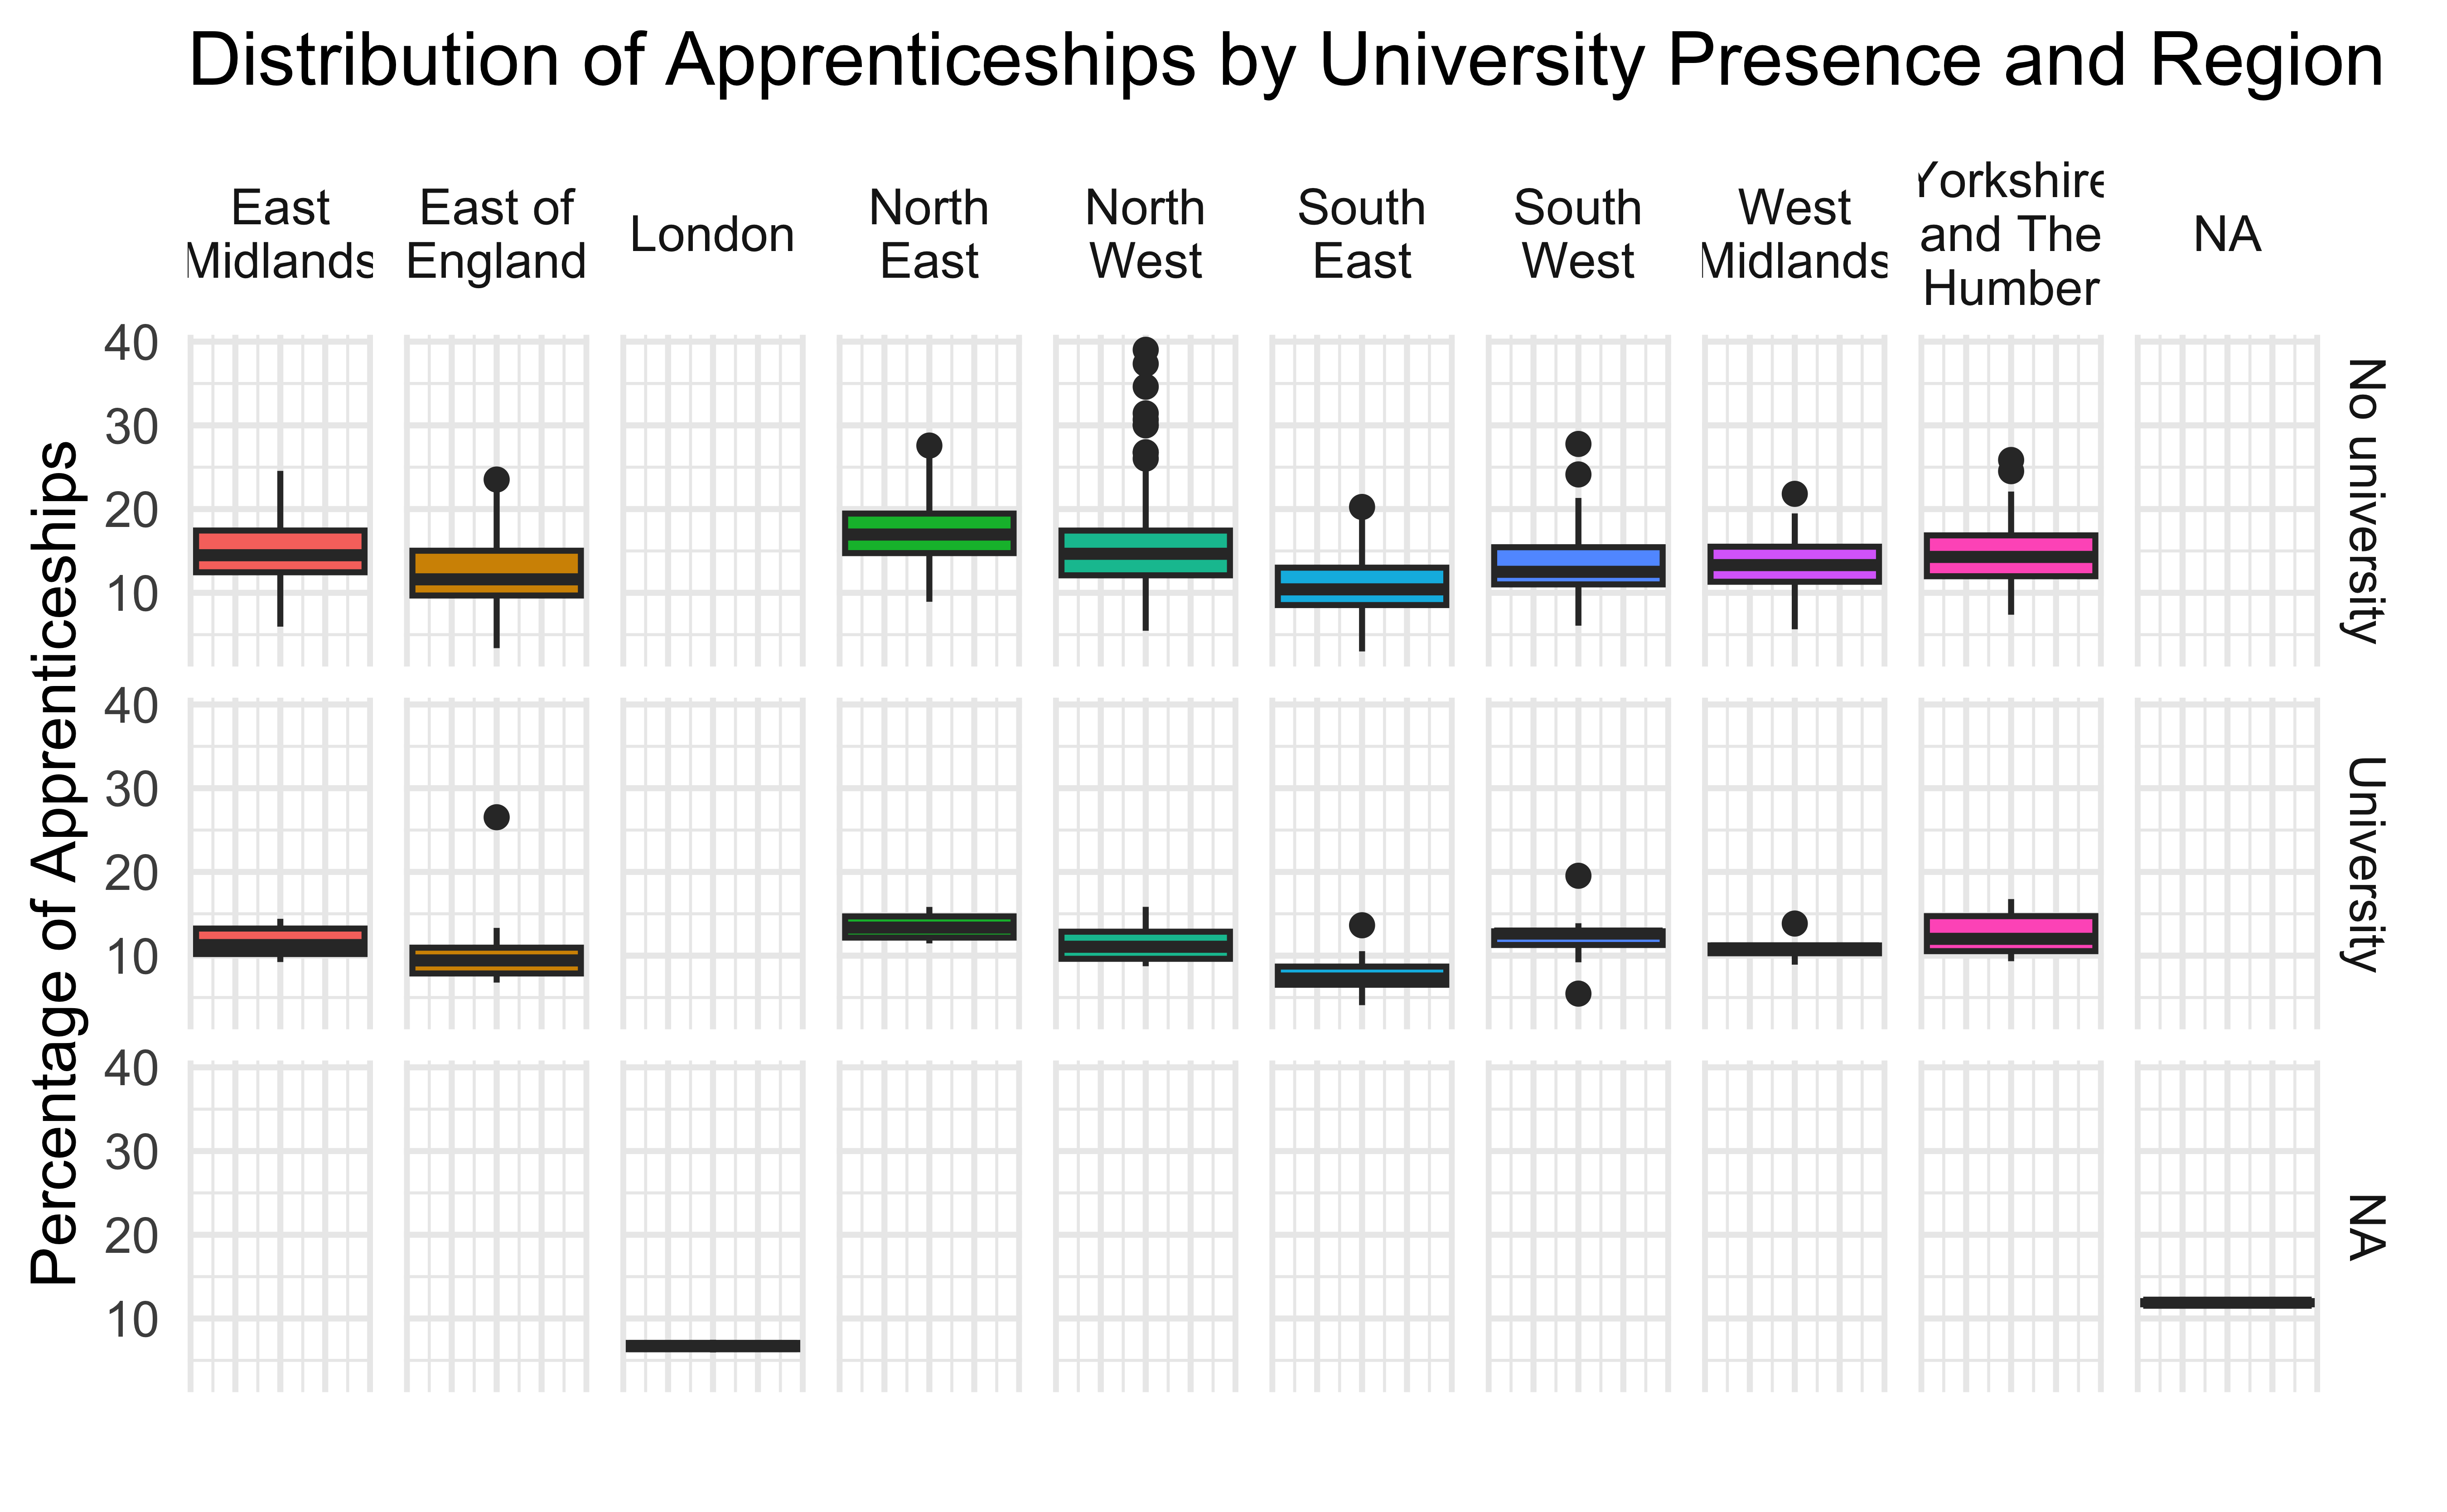 Distribution of Apprenticeships by University Presence and Region
East
Midlands
East of
England
London
North
East
North
West
South
East
South
West
West
Midlands
Yorkshire
and The
Humber
NA
Percentage of Apprenticeships
40
30
20
10
No university
40
30
20
10
University
40
30
20
10
NA